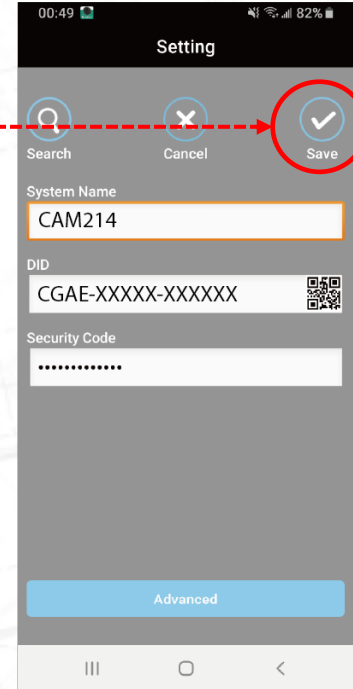 00:49 82%
Setting
Search Cancel Save
System Name
CAM214
DID
CGAE-XXXXX-XXXXXX
Security Code
•••••••••••••
Advanced